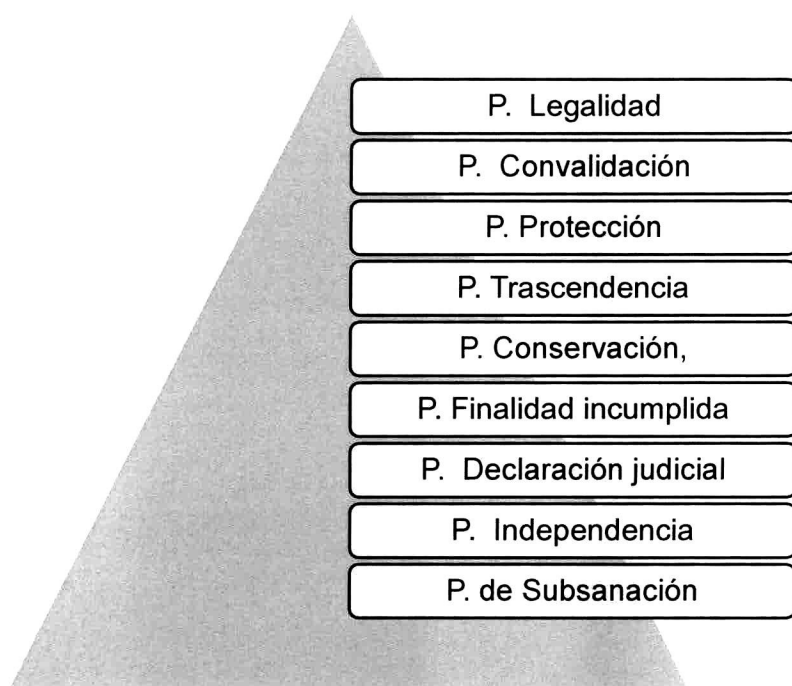 P. Legalidad
P. Convalidación
P. Protección
P. Trascendencia
P. Conservación,
P. Finalidad incumplida
P. Declaración judicial
P. Independencia
P. de Subsanación